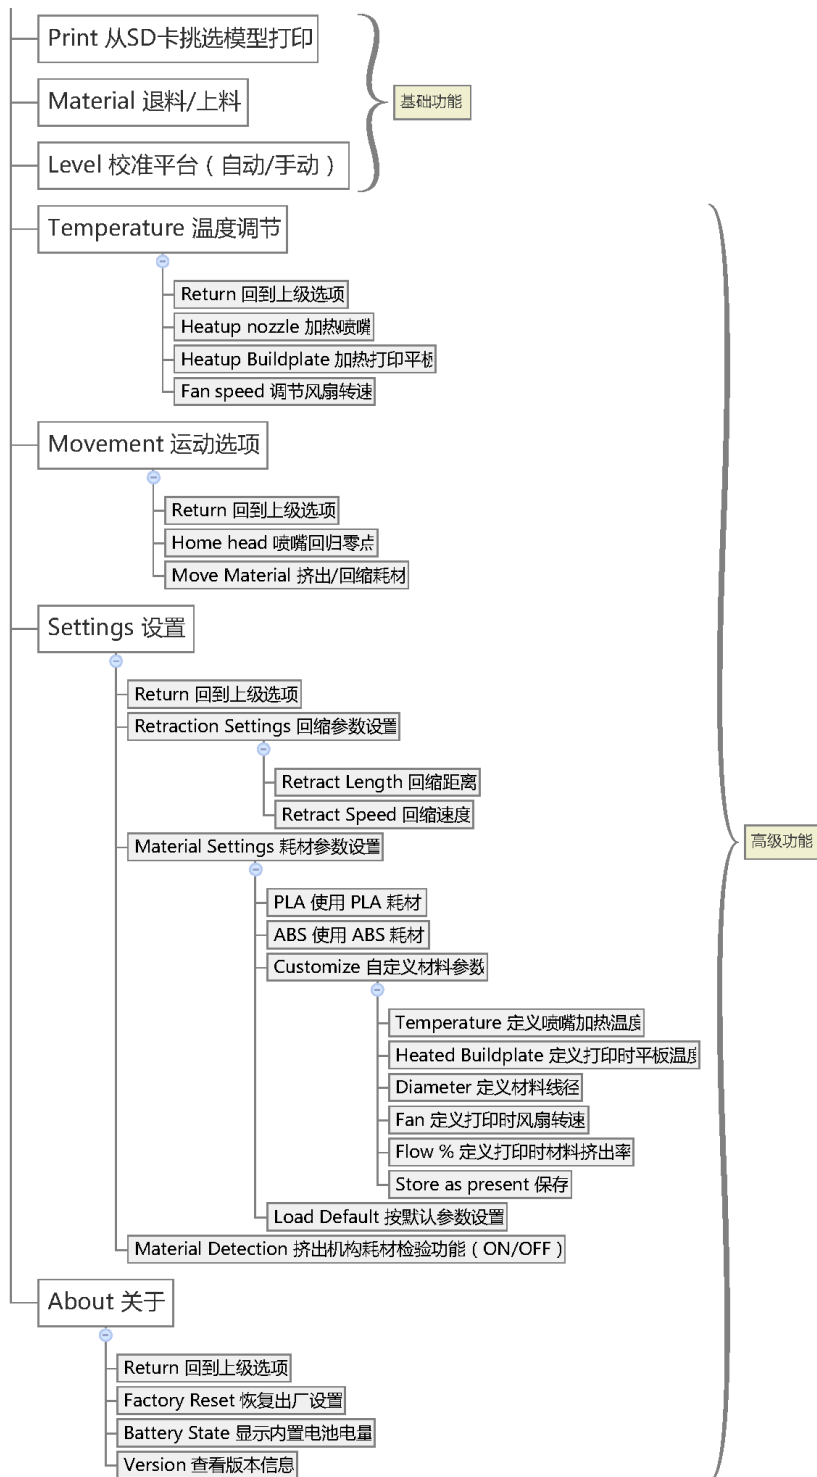 Print 从SD卡挑选模型打印
Material 退料/上料
基础功能
Level 校准平台（自动/手动）
Temperature 温度调节
Return 回到上级选项
Heatup nozzle 加热喷嘴
Heatup Buildplate 加热打印平板
Fan speed 调节风扇转速
Movement 运动选项
Return 回到上级选项
Home head 喷嘴回归零点
Move Material 挤出/回缩耗材
Settings 设置
Return 回到上级选项
Retraction Settings 回缩参数设置
Retract Length 回缩距离
Retract Speed 回缩速度
Material Settings 耗材参数设置
高级功能
PLA 使用 PLA 耗材
ABS 使用 ABS 耗材
Customize 自定义材料参数
Temperature 定义喷嘴加热温度
Heated Buildplate 定义打印时平板温度
Diameter 定义材料线径
Fan 定义打印时风扇转速
Flow % 定义打印时材料挤出率
Store as present 保存
Load Default 按默认参数设置
Material Detection 挤出机构耗材检验功能（ON/OFF）
About 关于
Return 回到上级选项
Factory Reset 恢复出厂设置
Battery State 显示内置电池电量
Version 查看版本信息